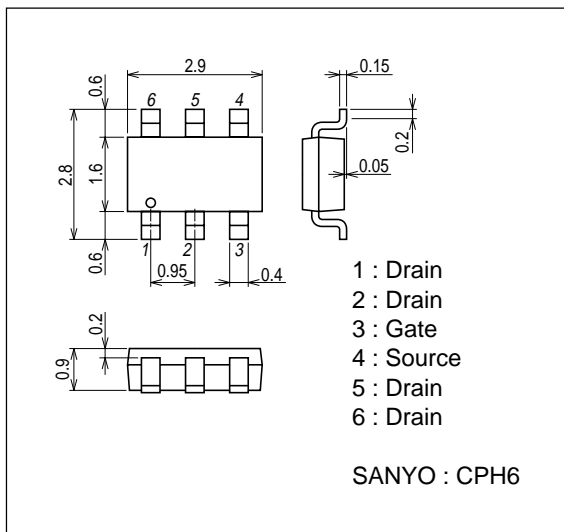 2.9
0.15
0.6
6
5
4
0.2
2.8
1.6
0.05
0.6
1
2
3
0.95
0.4
1 : Drain
2 : Drain
3 : Gate
4 : Source
5 : Drain
6 : Drain
0.2
0.9
SANYO : CPH6